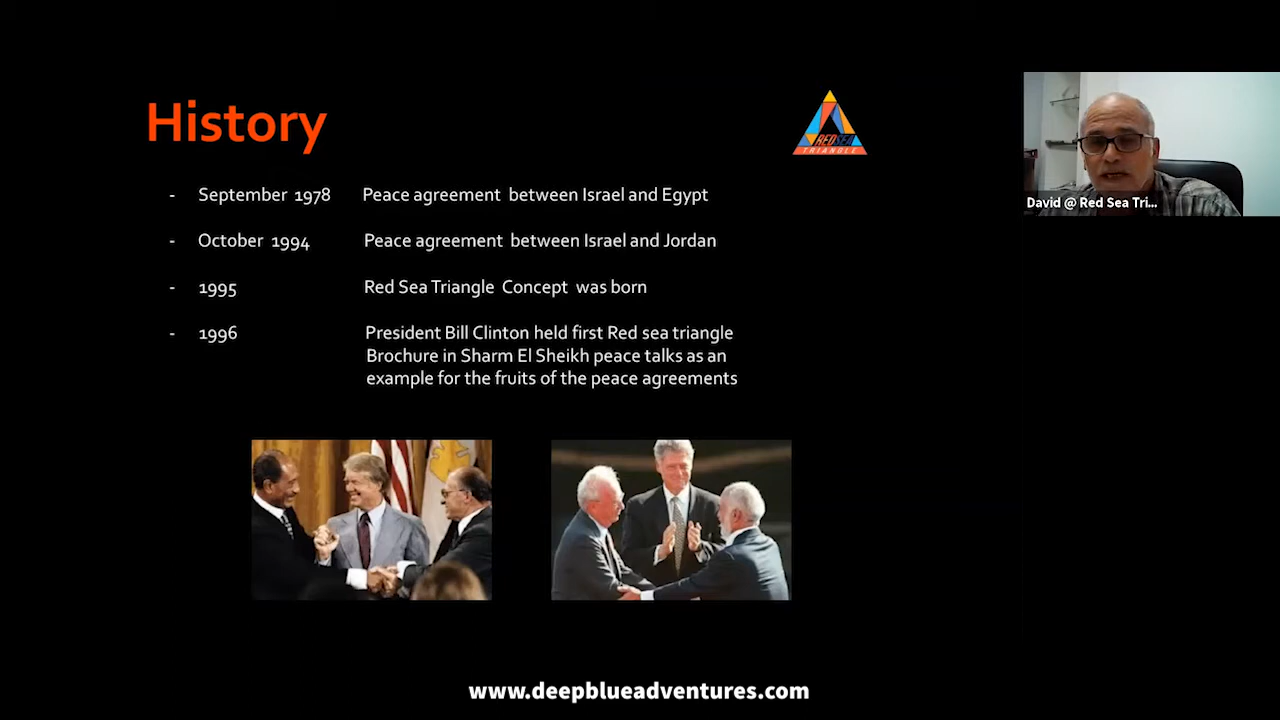 History
RED SEA
TRIANGLE
David @ Red Sea Tri...
- September 1978 Peace agreement between Israel and Egypt
- October 1994 Peace agreement between Israel and Jordan
- 1995 Red Sea Triangle Concept was born
- 1996 President Bill Clinton held first Red sea triangle
Brochure in Sharm El Sheikh peace talks as an
example for the fruits of the peace agreements
www.deepblueadventures.com